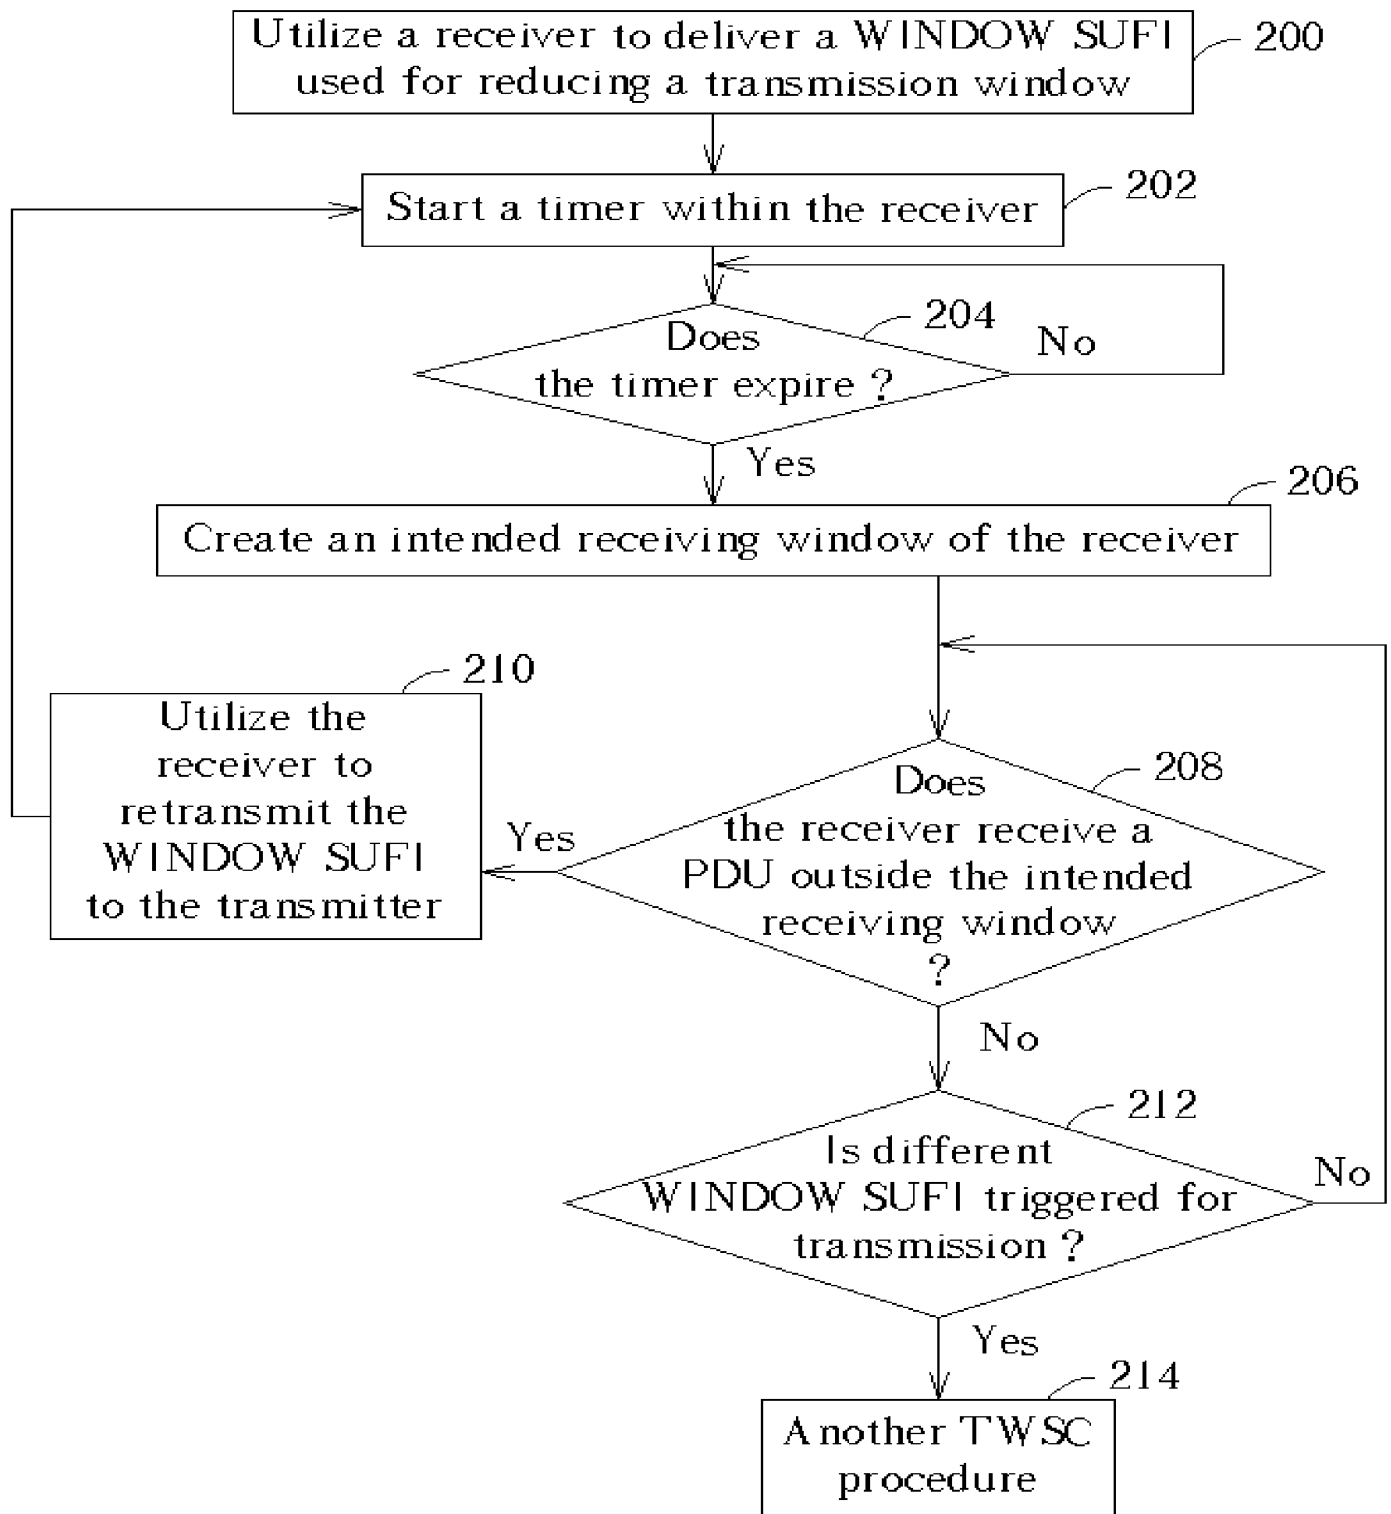 Utilize a receiver to deliver a WINDOW SUFI
used for reducing a transmission window
200
Start a timer within the receiver
202
204
Does
the timer expire ?
No
Yes
206
Create an intended receiving window of the receiver
210
Utilize the
receiver to
retransmit the
WINDOW SUFI
to the transmitter
208
Does
the receiver receive a
PDU outside the intended
receiving window
?
Yes
No
212
Is different
WINDOW SUFI triggered for
transmission ?
No
Yes
214
Another TWSC
procedure